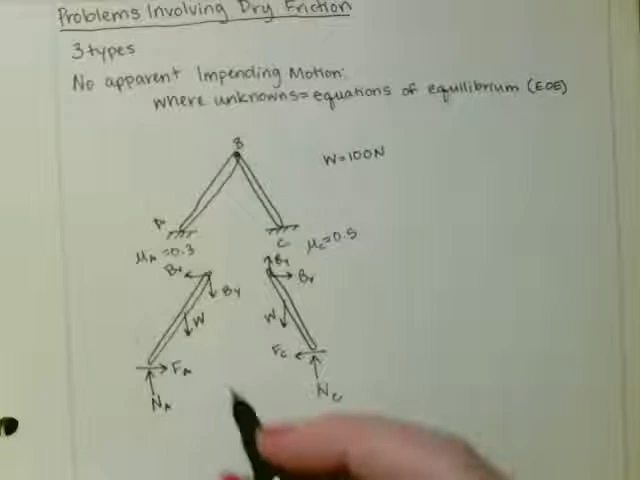 Problems Involving Dry Friction
3 types
No apparent Impending Motion:
where unknowns = equations of equillibrium (EOE)
B
W=100N
A
C
μA = 0.3
μC = 0.5
Bx
By
By
Bx
W
W
FA
FC
NA
NC